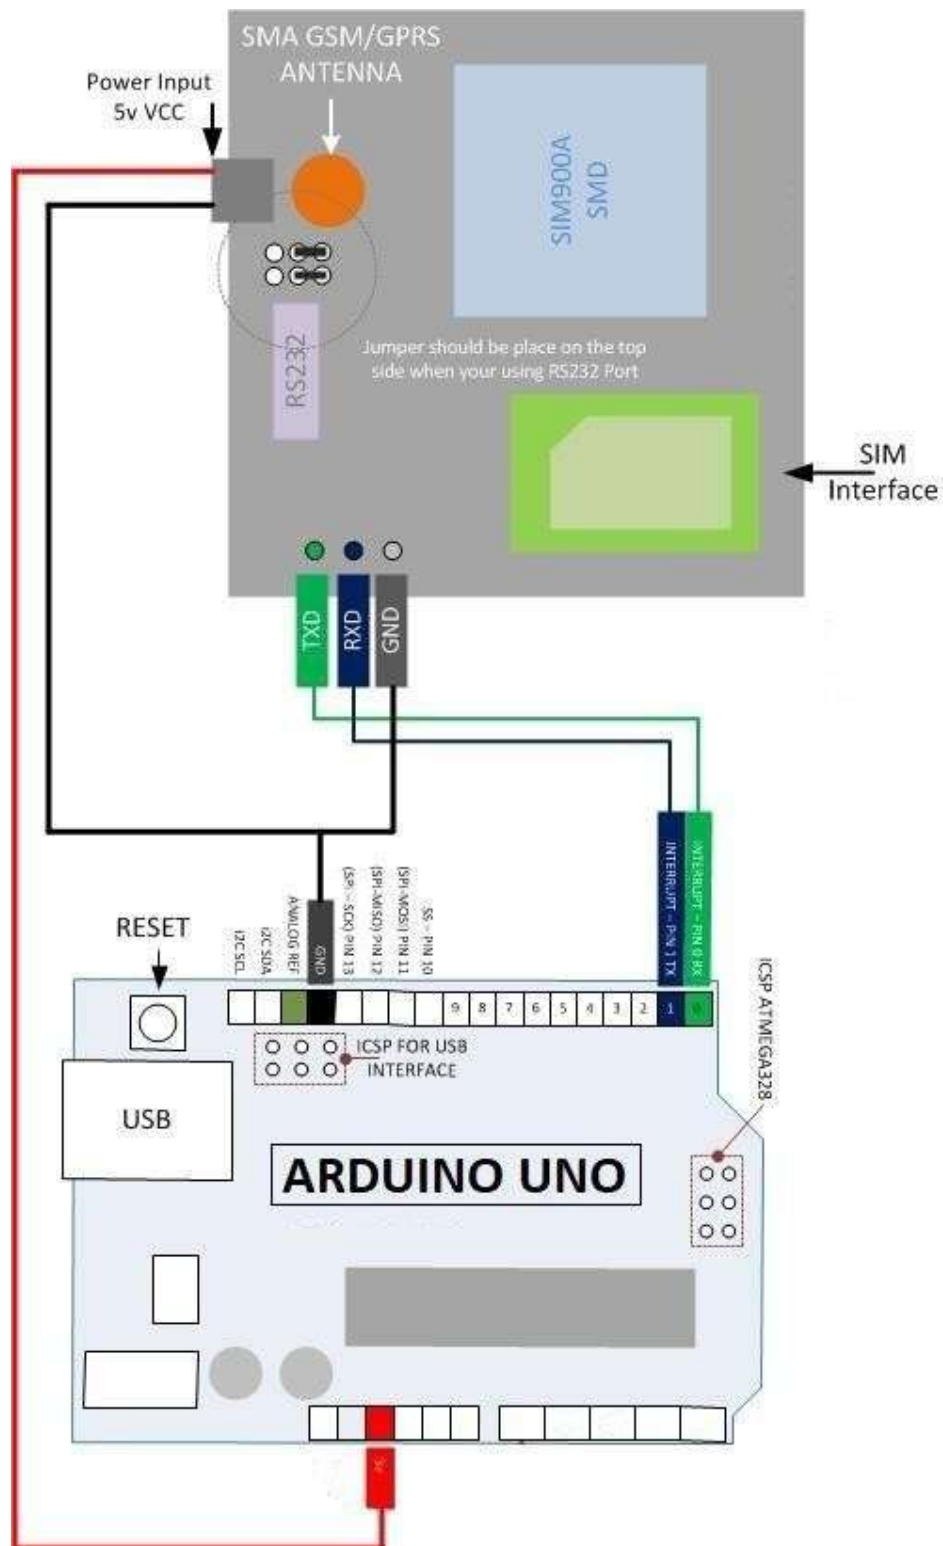 SMA GSM/GPRS
ANTENNA
Power Input
5v VCC
SIM900A
SMD
RS232
Jumper should be place on the top
side when your using RS232 Port
SIM
Interface
TXD
RXD
GND
RESET
I2C SCL
I2C SDA
ANALOG REF
GND
(SPI – SCK) PIN 13
(SPI-MISO) PIN 12
(SPI-MOSI) PIN 11
SS – PIN 10
INTERRUPT – PIN 1 TX
INTERRUPT – PIN 0 RX
9 8 7 6 5 4 3 2 1 0
ICSP FOR USB
INTERFACE
ICSP ATMEGA328
USB
ARDUINO UNO
5v